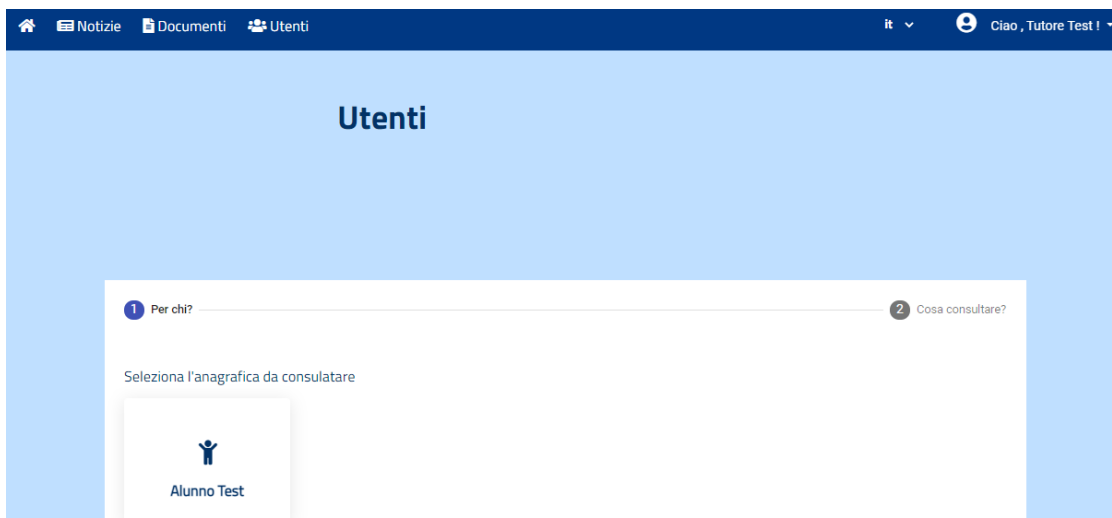 Notizie Documenti Utenti it Ciao , Tutore Test !
Utenti
1 Per chi? 2 Cosa consultare?
Seleziona l'anagrafica da consulatare
Alunno Test